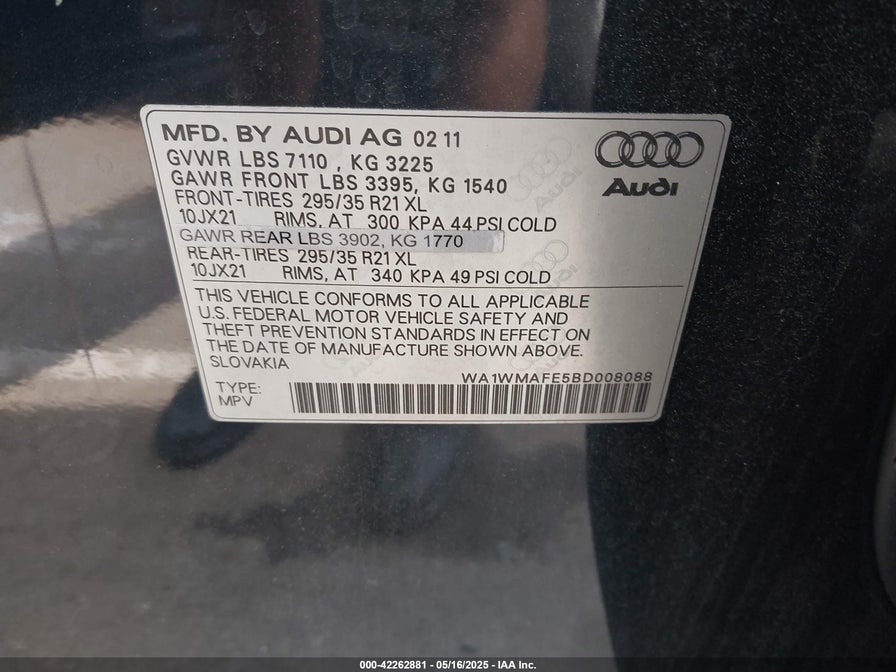 MFD. BY AUDI AG 02 11
GVWR LBS 7110 , KG 3225
GAWR FRONT LBS 3395, KG 1540
FRONT-TIRES 295/35 R21 XL
10JX21 RIMS, AT 300 KPA 44 PSI COLD
GAWR REAR LBS 3902, KG 1770
REAR-TIRES 295/35 R21 XL
10JX21 RIMS, AT 340 KPA 49 PSI COLD
Audi
THIS VEHICLE CONFORMS TO ALL APPLICABLE
U.S. FEDERAL MOTOR VEHICLE SAFETY AND
THEFT PREVENTION STANDARDS IN EFFECT ON
THE DATE OF MANUFACTURE SHOWN ABOVE.
SLOVAKIA
WA1WMAFE5BD008088
TYPE:
MPV
000-42262881 - 05/16/2025 - IAA Inc.